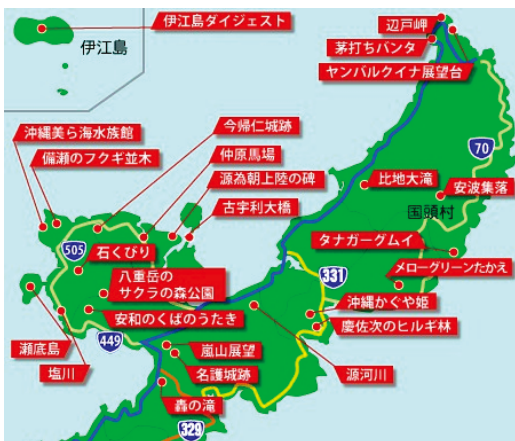 伊江島ダイジェスト
伊江島
辺戸岬
茅打ちバンタ
ヤンバルクイナ展望台
沖縄美ら海水族館
備瀬のフクギ並木
今帰仁城跡
仲原馬場
源為朝上陸の碑
古宇利大橋
70
比地大滝
安波集落
国頭村
505
石くびり
八重岳の
サクラの森公園
安和のくばのうたき
タナガーグムイ
メローグリーンたかえ
331
沖縄かぐや姫
慶佐次のヒルギ林
瀬底島
塩川
449
嵐山展望
名護城跡
源河川
轟の滝
329